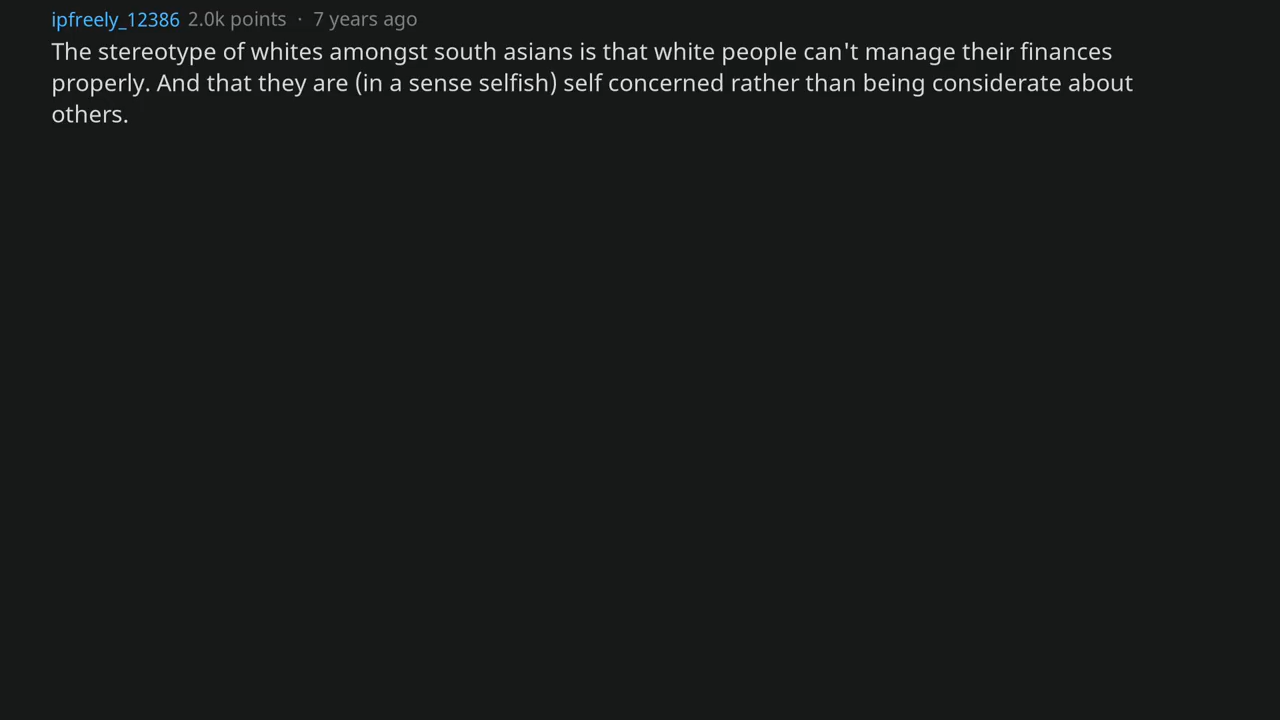 ipfreely_12386 2.0k points · 7 years ago
The stereotype of whites amongst south asians is that white people can't manage their finances
properly. And that they are (in a sense selfish) self concerned rather than being considerate about
others.